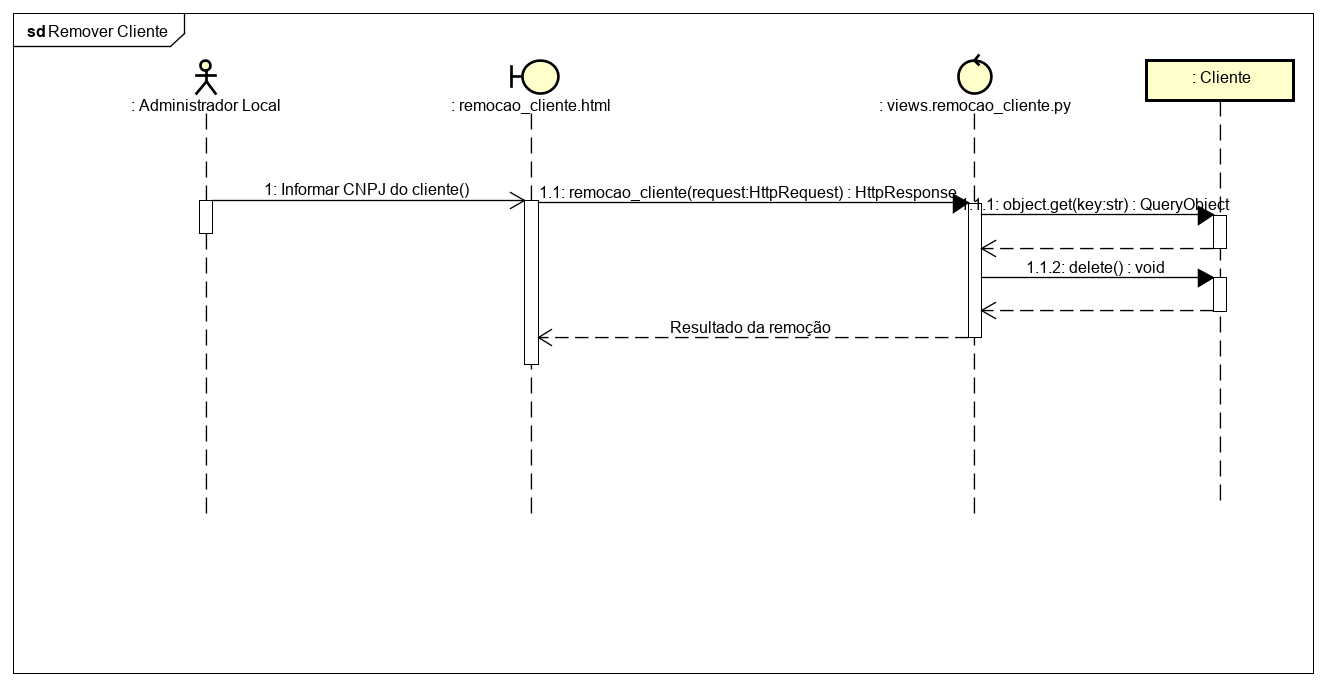 sd Remover Cliente
: Administrador Local
: remocao_cliente.html
: views.remocao_cliente.py
: Cliente
1: Informar CNPJ do cliente()
1.1: remocao_cliente(request:HttpRequest) : HttpResponse
1.1.1: object.get(key:str) : QueryObject
1.1.2: delete() : void
Resultado da remoção